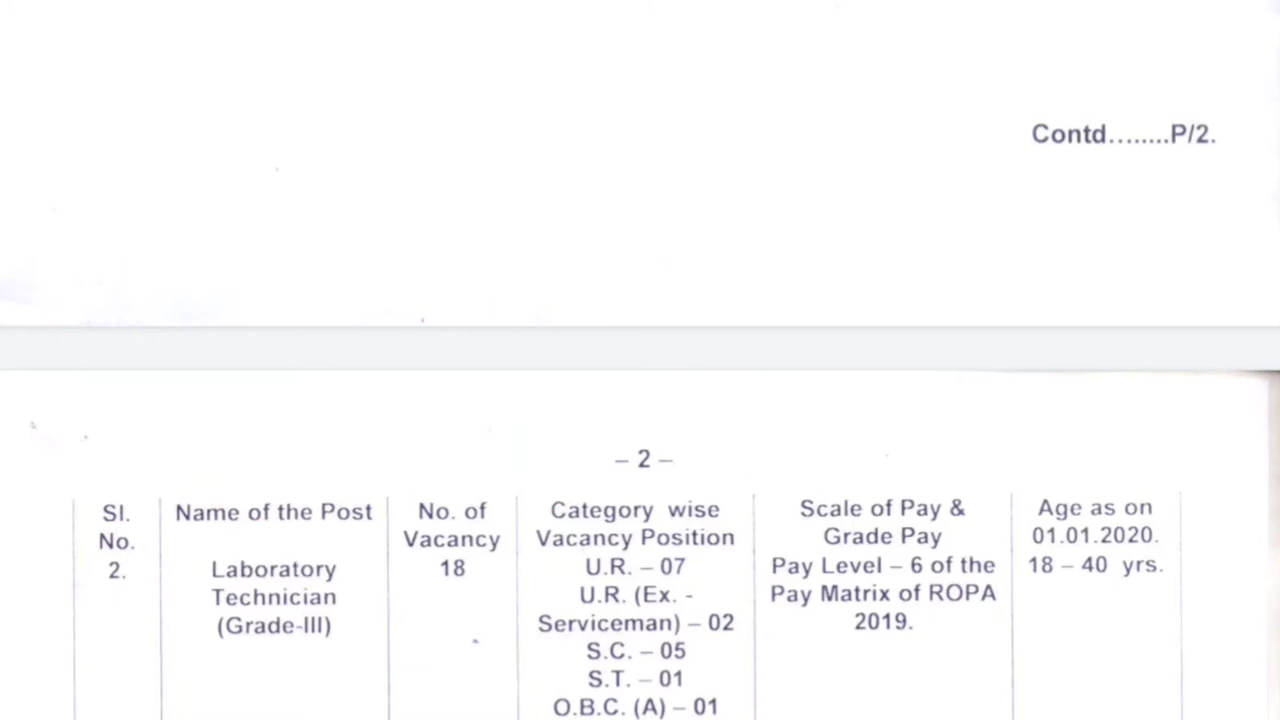 Contd........P/2.
– 2 –
Sl. No.
Name of the Post
No. of Vacancy
Category wise Vacancy Position
Scale of Pay & Grade Pay
Age as on 01.01.2020.
2.
Laboratory Technician (Grade-III)
18
U.R. – 07
U.R. (Ex. - Serviceman) – 02
S.C. – 05
S.T. – 01
O.B.C. (A) – 01
Pay Level – 6 of the Pay Matrix of ROPA 2019.
18 – 40 yrs.